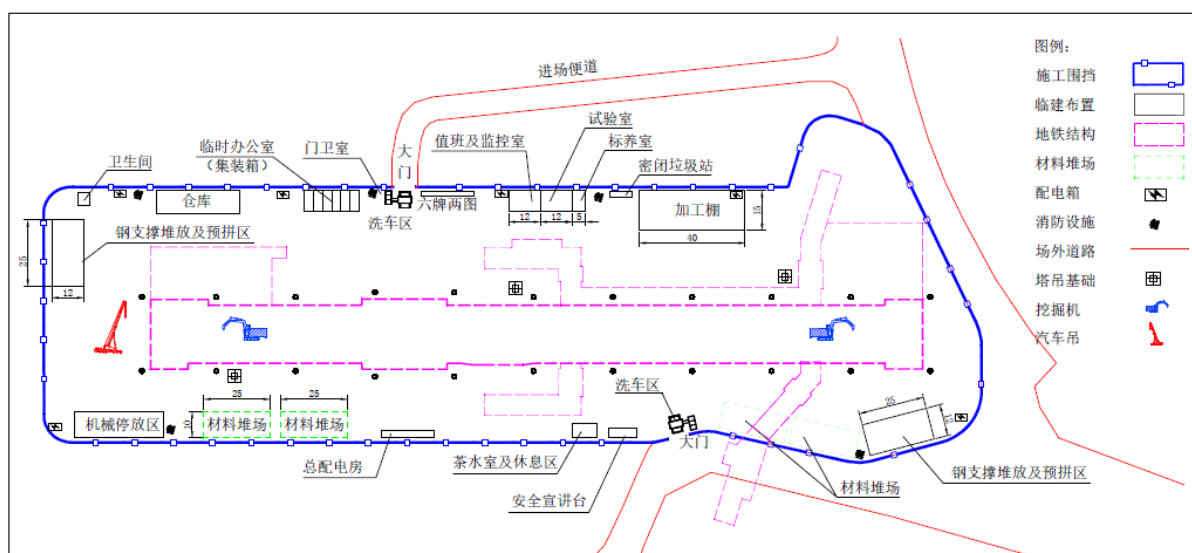 图例：
施工围挡
临建布置
地铁结构
材料堆场
配电箱
消防设施
场外道路
塔吊基础
挖掘机
汽车吊
进场便道
试验室
值班及监控室
标养室
密闭垃圾站
临时办公室
（集装箱）
门卫室
大门
卫生间
仓库
洗车区
六牌两图
加工棚
12
12
5
15
40
钢支撑堆放及预拼区
25
12
洗车区
大门
25
25
25
12
机械停放区
10
材料堆场
材料堆场
总配电房
茶水室及休息区
安全宣讲台
材料堆场
钢支撑堆放及预拼区